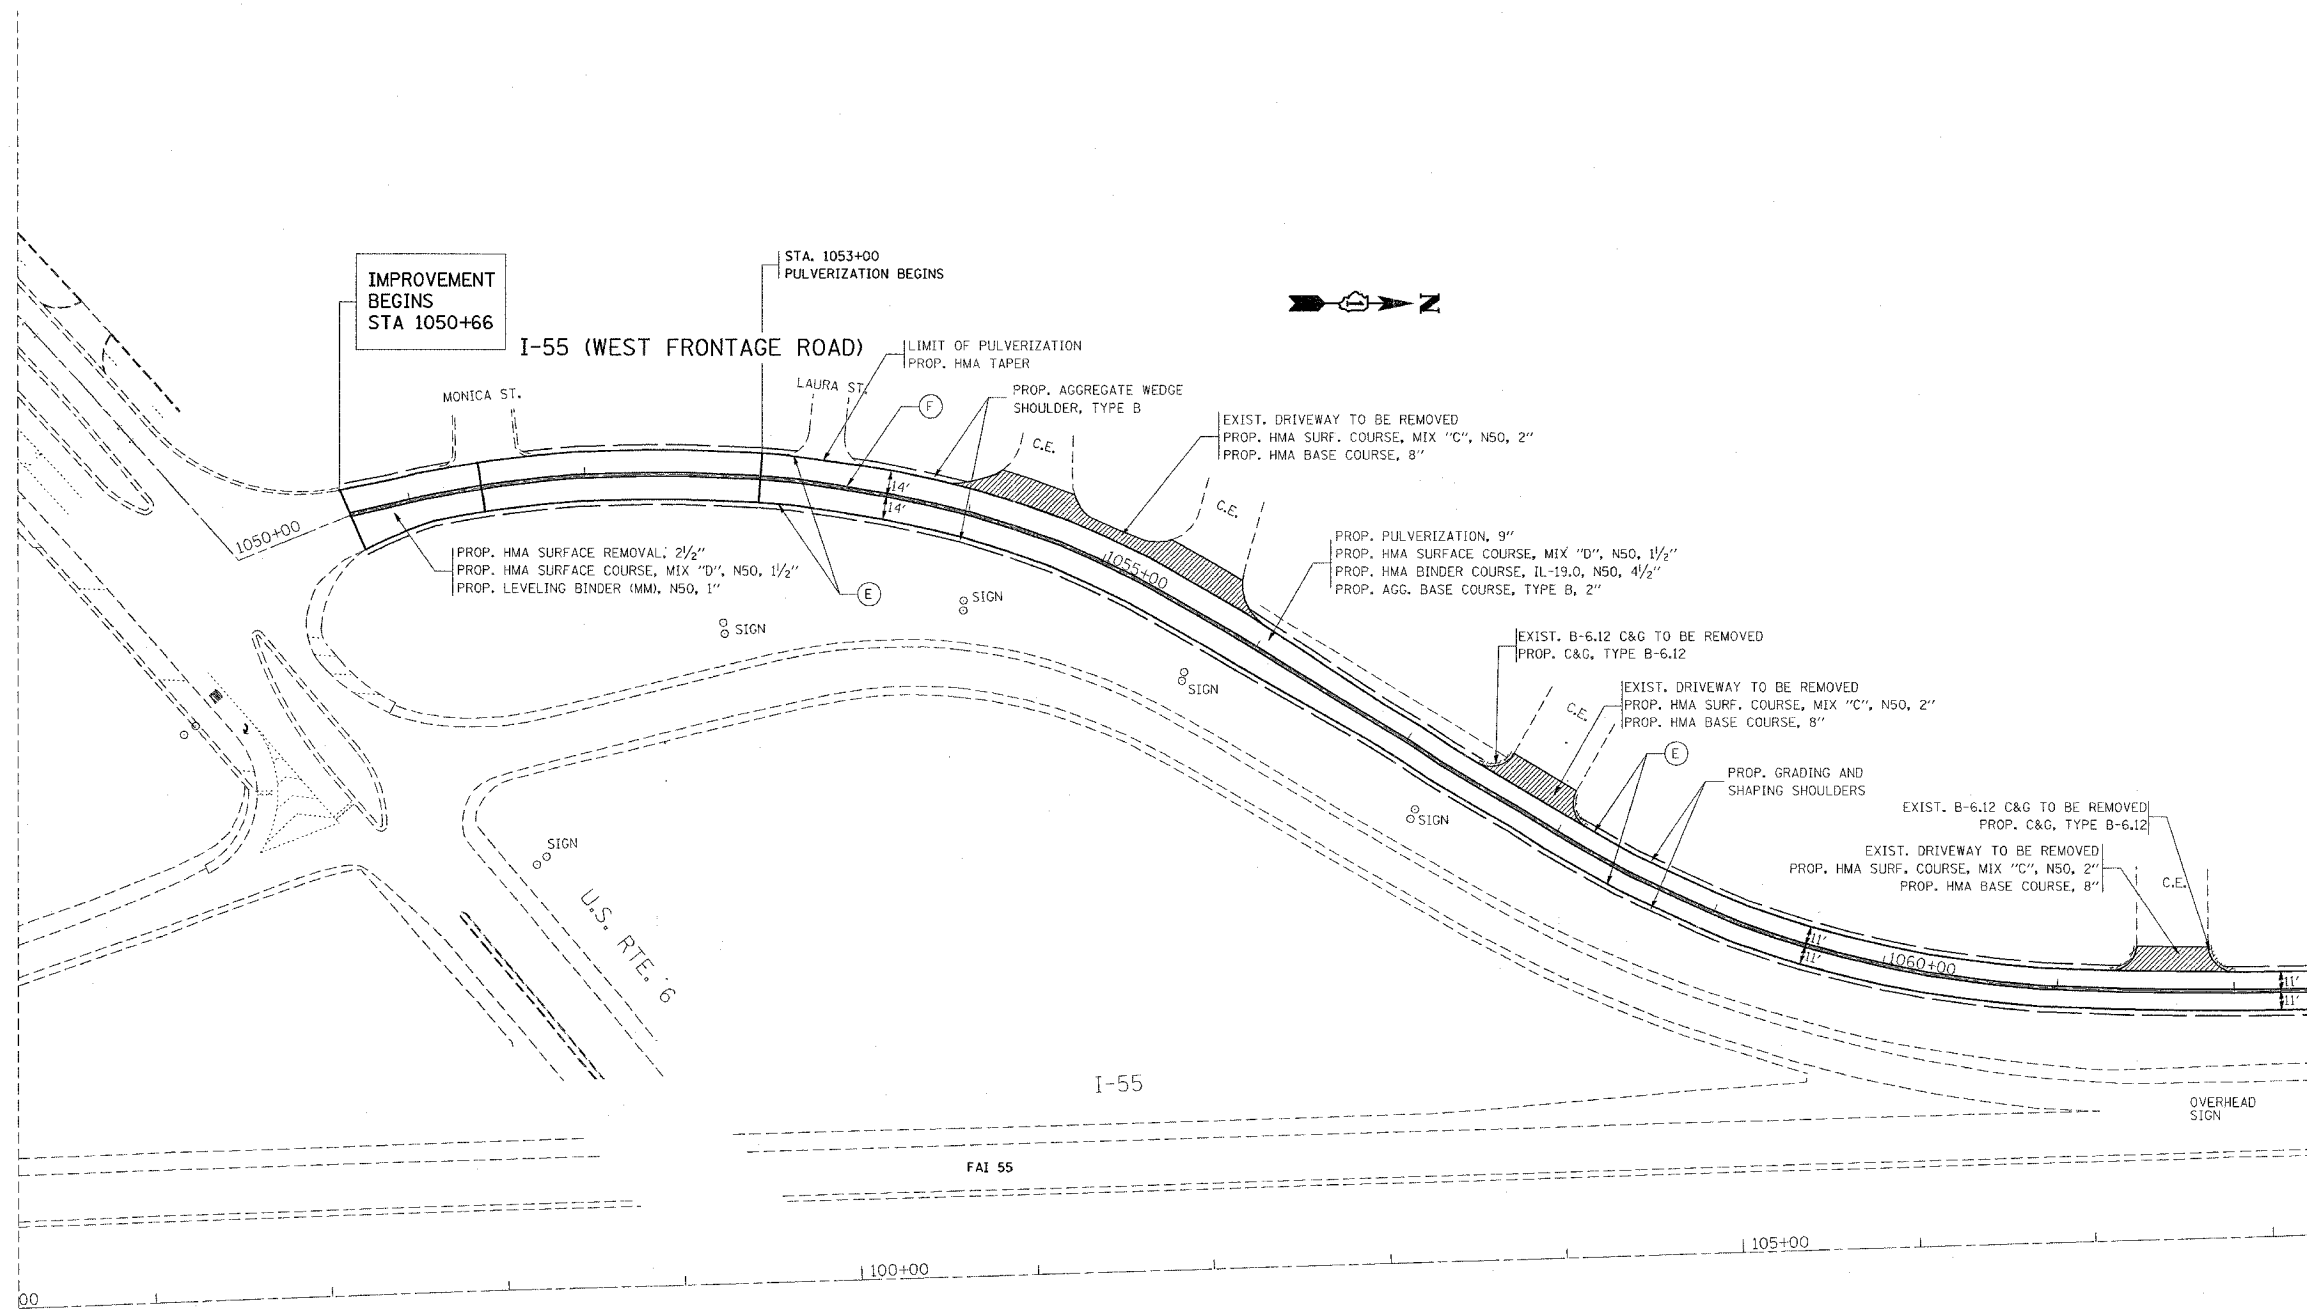 IMPROVEMENT
BEGINS
STA 1050+66
STA. 1053+00
PULVERIZATION BEGINS
N
I-55 (WEST FRONTAGE ROAD)
LIMIT OF PULVERIZATION
PROP. HMA TAPER
MONICA ST.
LAURA ST.
F
PROP. AGGREGATE WEDGE
SHOULDER, TYPE B
C.E.
EXIST. DRIVEWAY TO BE REMOVED
PROP. HMA SURF. COURSE, MIX "C", N50, 2"
PROP. HMA BASE COURSE, 8"
14'
14'
C.E.
1050+00
PROP. HMA SURFACE REMOVAL, 2½"
PROP. HMA SURFACE COURSE, MIX "D", N50, 1½"
PROP. LEVELING BINDER (MM), N50, 1"
E
1055+00
PROP. PULVERIZATION, 9"
PROP. HMA SURFACE COURSE, MIX "D", N50, 1½"
PROP. HMA BINDER COURSE, IL-19.0, N50, 4½"
PROP. AGG. BASE COURSE, TYPE B, 2"
SIGN
SIGN
SIGN
EXIST. B-6.12 C&G TO BE REMOVED
PROP. C&G, TYPE B-6.12
EXIST. DRIVEWAY TO BE REMOVED
PROP. HMA SURF. COURSE, MIX "C", N50, 2"
PROP. HMA BASE COURSE, 8"
C.E.
E
PROP. GRADING AND
SHAPING SHOULDERS
SIGN
EXIST. B-6.12 C&G TO BE REMOVED
PROP. C&G, TYPE B-6.12
EXIST. DRIVEWAY TO BE REMOVED
PROP. HMA SURF. COURSE, MIX "C", N50, 2"
PROP. HMA BASE COURSE, 8"
C.E.
SIGN
U.S. RTE. 6
11'
11'
1060+00
11'
11'
I-55
OVERHEAD
SIGN
FAI 55
105+00
100+00
00